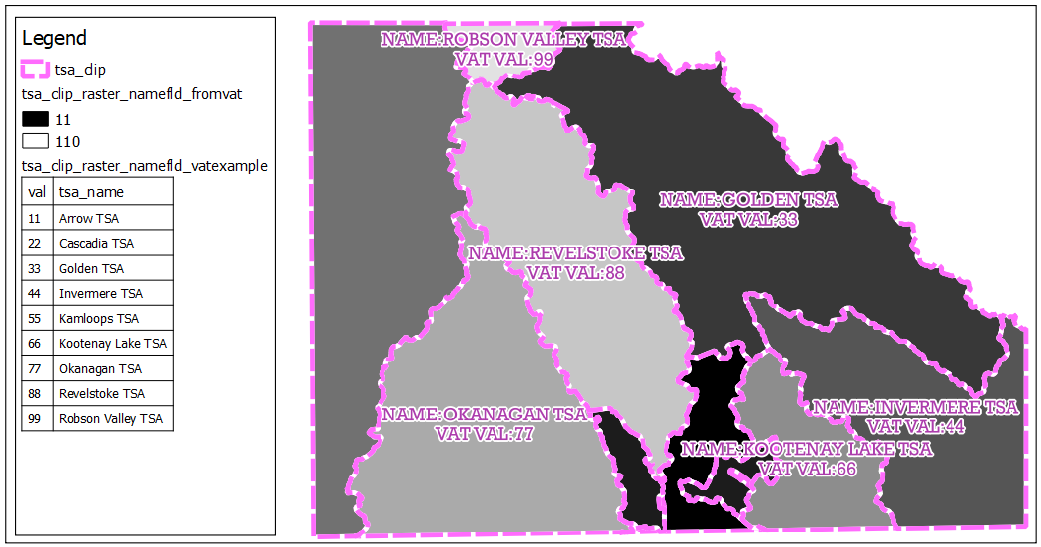 Legend
tsa_dip
tsa_clip_raster_namefld_fromvat
11
110
tsa_clip_raster_namefld_vatexample
val tsa_name
11 Arrow TSA
22 Cascadia TSA
33 Golden TSA
44 Invermere TSA
55 Kamloops TSA
66 Kootenay Lake TSA
77 Okanagan TSA
88 Revelstoke TSA
99 Robson Valley TSA
NAME:ROBSON VALLEY TSA
VAT VAL:99
NAME:GOLDEN TSA
VAT VAL:33
NAME:REVELSTOKE TSA
VAT VAL:88
NAME:OKANAGAN TSA
VAT VAL:77
NAME:INVERMERE TSA
VAT VAL:44
NAME:KOOTENAY LAKE TSA
VAT VAL:66